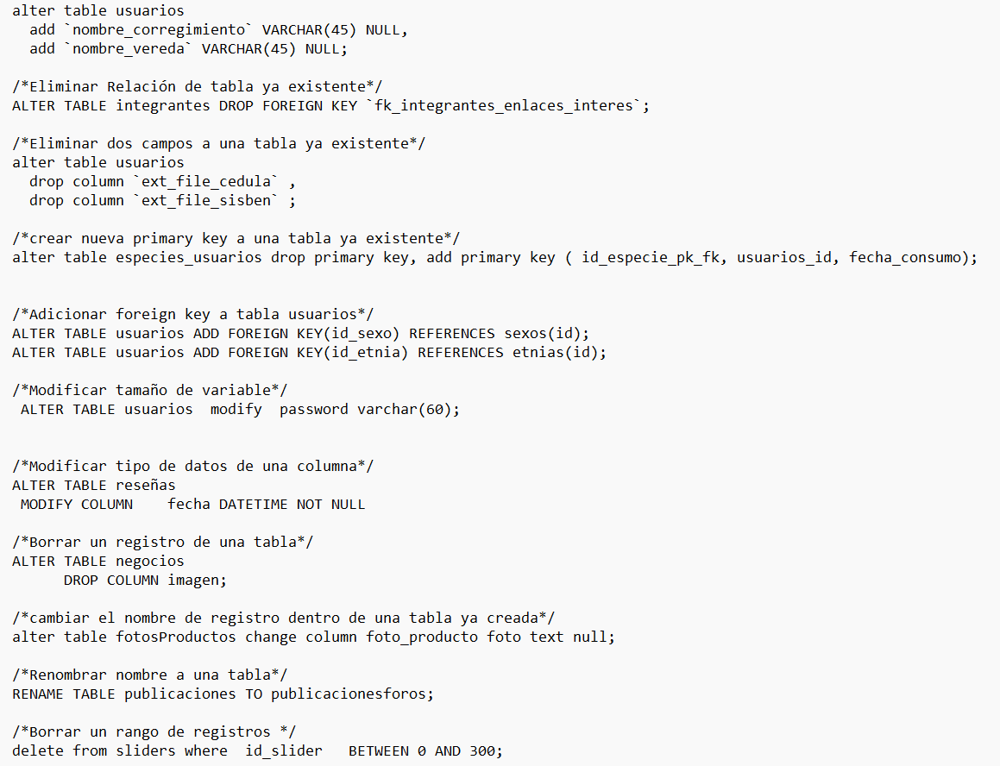 alter table usuarios
  add `nombre_corregimiento` VARCHAR(45) NULL,
  add `nombre_vereda` VARCHAR(45) NULL;

/*Eliminar Relación de tabla ya existente*/
ALTER TABLE integrantes DROP FOREIGN KEY `fk_integrantes_enlaces_interes`;

/*Eliminar dos campos a una tabla ya existente*/
alter table usuarios
  drop column `ext_file_cedula` ,
  drop column `ext_file_sisben` ;

/*crear nueva primary key a una tabla ya existente*/
alter table especies_usuarios drop primary key, add primary key ( id_especie_pk_fk, usuarios_id, fecha_consumo);


/*Adicionar foreign key a tabla usuarios*/
ALTER TABLE usuarios ADD FOREIGN KEY(id_sexo) REFERENCES sexos(id);
ALTER TABLE usuarios ADD FOREIGN KEY(id_etnia) REFERENCES etnias(id);

/*Modificar tamaño de variable*/
 ALTER TABLE usuarios  modify  password varchar(60);


/*Modificar tipo de datos de una columna*/
ALTER TABLE reseñas
 MODIFY COLUMN    fecha DATETIME NOT NULL

/*Borrar un registro de una tabla*/
ALTER TABLE negocios
      DROP COLUMN imagen;

/*cambiar el nombre de registro dentro de una tabla ya creada*/
alter table fotosProductos change column foto_producto foto text null;

/*Renombrar nombre a una tabla*/
RENAME TABLE publicaciones TO publicacionesforos;

/*Borrar un rango de registros */
delete from sliders where  id_slider   BETWEEN 0 AND 300;